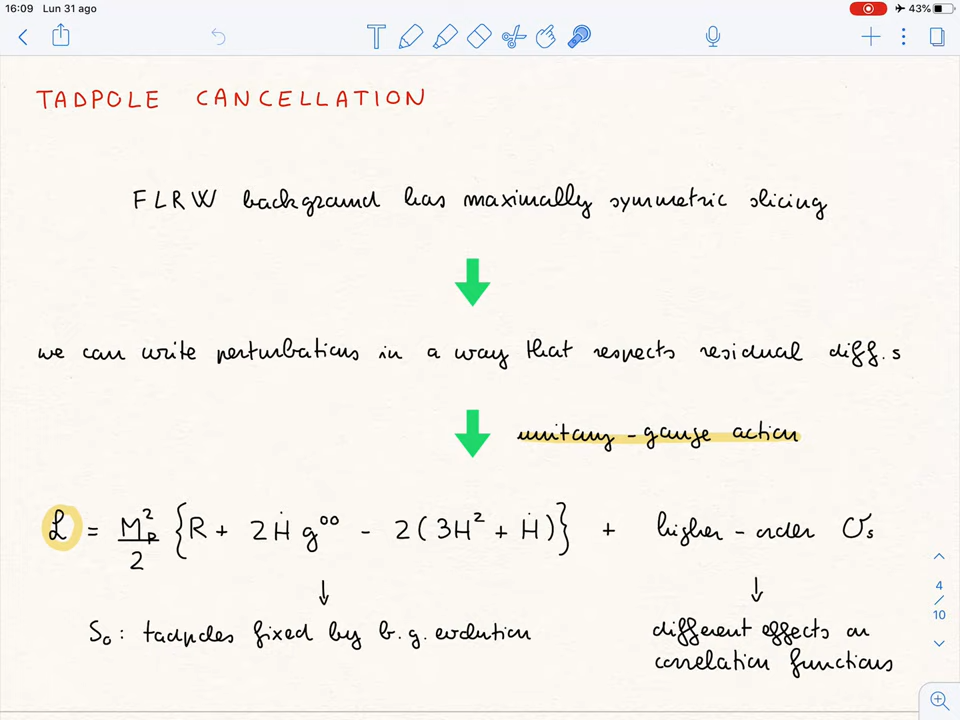 16:09 Lun 31 ago 43%
TADPOLE CANCELLATION
FLRW background has maximally symmetric slicing
we can write perturbations in a way that respects residual diff.s
unitary - gauge action
ℒ = M_P^2/2 {R + 2Ḣ g^00 - 2(3H^2 + Ḣ)} + higher - order O_s
S_0 : tadpoles fixed by b.g. evolution
different effects on
correlation functions
4
/
10